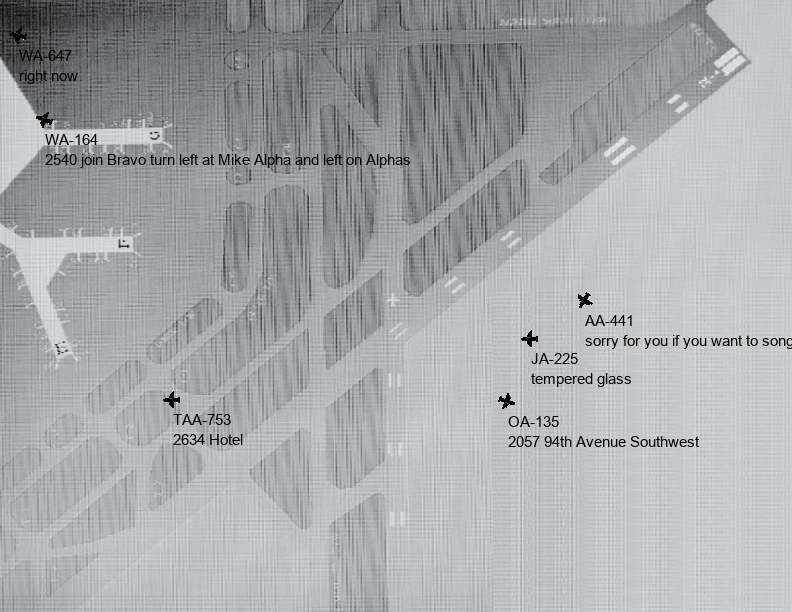 WA-647
right now
WA-164
2540 join Bravo turn left at Mike Alpha and left on Alphas
AA-441
sorry for you if you want to song
JA-225
tempered glass
TAA-753
2634 Hotel
OA-135
2057 94th Avenue Southwest